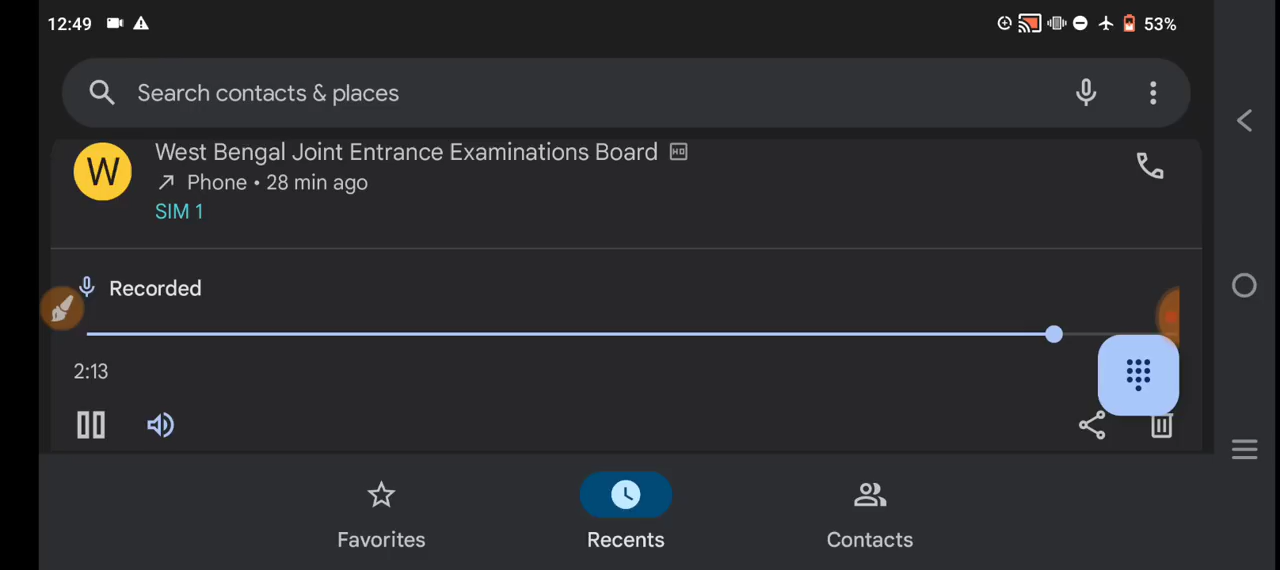 12:49
53%
Search contacts & places
W
West Bengal Joint Entrance Examinations Board HD
Phone • 28 min ago
SIM 1
Recorded
2:13
Favorites
Recents
Contacts